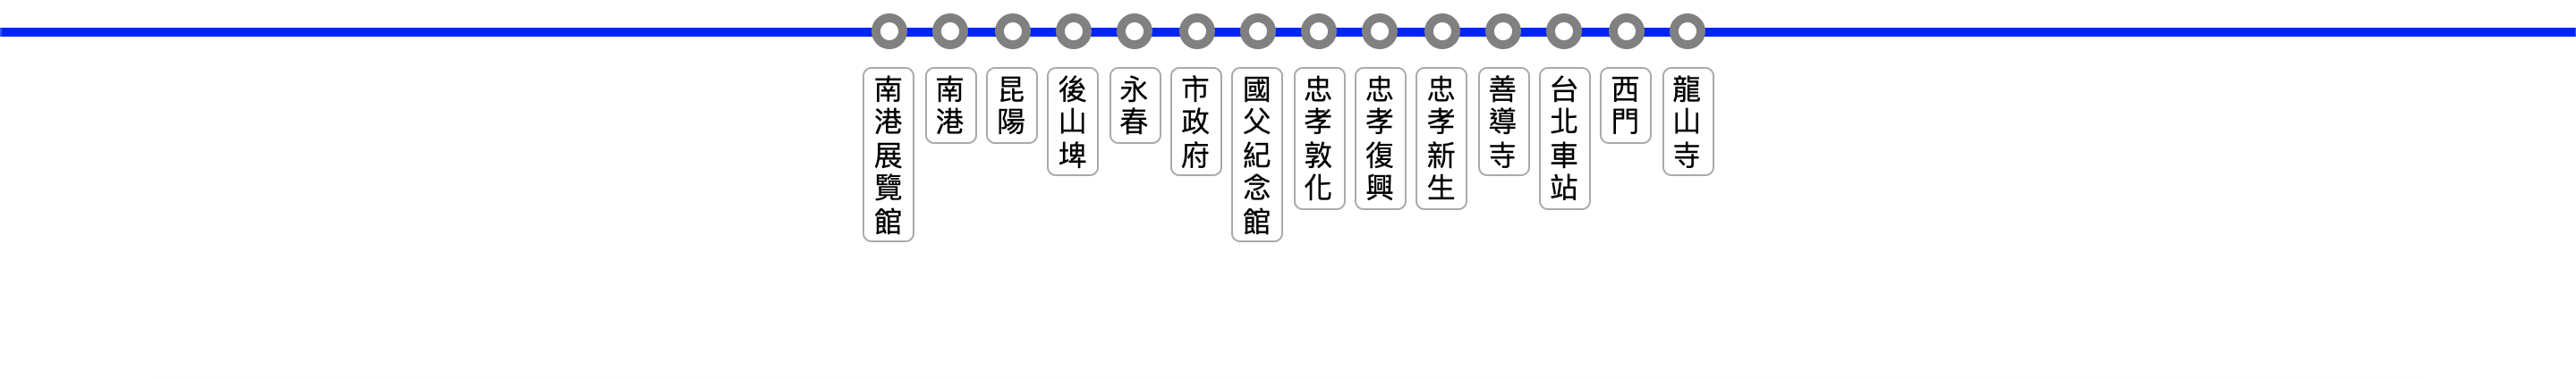 南港展覽館
南港
昆陽
後山埤
永春
市政府
國父紀念館
忠孝敦化
忠孝復興
忠孝新生
善導寺
台北車站
西門
龍山寺